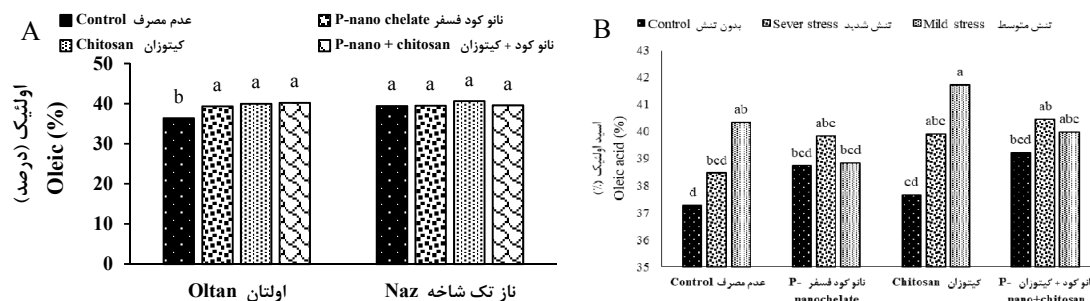 A
Control عدم مصرف
P-nano chelate نانو کود فسفر
Chitosan کیتوزان
P-nano + chitosan نانو کود + کیتوزان
اولئیک (درصد)
Oleic (%)
50
40
30
20
10
0
b a a a
a a a a
Oltan اولتان
Naz ناز تک شاخه
B
Control بدون تنش
Sever stress تنش شدید
Mild stress تنش متوسط
اسید اولئیک (٪)
Oleic acid (%)
43
42
41
40
39
38
37
36
35
d bcd ab
bcd abc bcd
cd abc a
bcd ab abc
Control عدم مصرف
P- نانو کود فسفر
nanochelate
Chitosan کیتوزان
P- نانو کود + کیتوزان
nano+chitosan